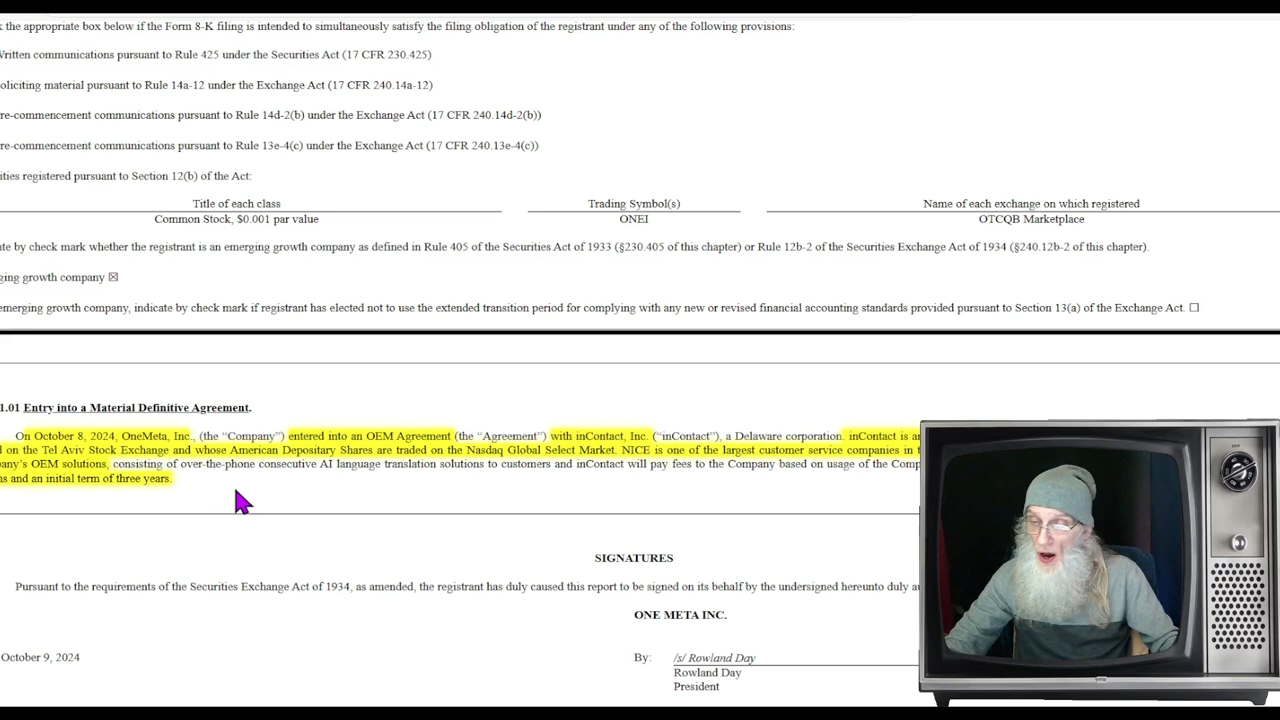 k the appropriate box below if the Form 8-K filing is intended to simultaneously satisfy the filing obligation of the registrant under any of the following provisions:
Written communications pursuant to Rule 425 under the Securities Act (17 CFR 230.425)
oliciting material pursuant to Rule 14a-12 under the Exchange Act (17 CFR 240.14a-12)
re-commencement communications pursuant to Rule 14d-2(b) under the Exchange Act (17 CFR 240.14d-2(b))
re-commencement communications pursuant to Rule 13e-4(c) under the Exchange Act (17 CFR 240.13e-4(c))
ities registered pursuant to Section 12(b) of the Act:
Title of each class Trading Symbol(s) Name of each exchange on which registered
Common Stock, $0.001 par value ONEI OTCQB Marketplace
te by check mark whether the registrant is an emerging growth company as defined in Rule 405 of the Securities Act of 1933 (§230.405 of this chapter) or Rule 12b-2 of the Securities Exchange Act of 1934 (§240.12b-2 of this chapter).
ging growth company ☒
emerging growth company, indicate by check mark if registrant has elected not to use the extended transition period for complying with any new or revised financial accounting standards provided pursuant to Section 13(a) of the Exchange Act. ☐
1.01 Entry into a Material Definitive Agreement.
On October 8, 2024, OneMeta, Inc., (the “Company”) entered into an OEM Agreement (the “Agreement”) with inContact, Inc. (“inContact”), a Delaware corporation. inContact is an
d on the Tel Aviv Stock Exchange and whose American Depositary Shares are traded on the Nasdaq Global Select Market. NICE is one of the largest customer service companies in t
any’s OEM solutions, consisting of over-the-phone consecutive AI language translation solutions to customers and inContact will pay fees to the Company based on usage of the Comp
ns and an initial term of three years.
SIGNATURES
Pursuant to the requirements of the Securities Exchange Act of 1934, as amended, the registrant has duly caused this report to be signed on its behalf by the undersigned hereunto duly au
ONE META INC.
October 9, 2024 By: /s/ Rowland Day
Rowland Day
President